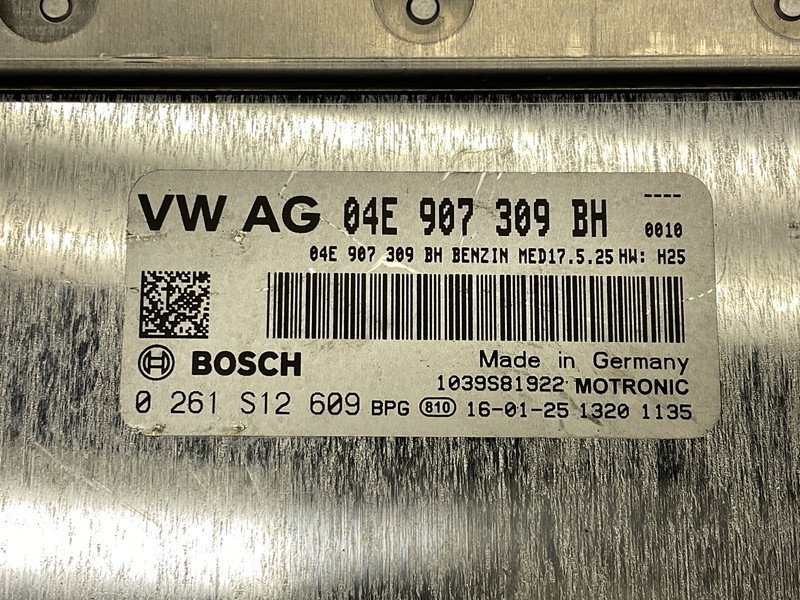 VW AG 04E 907 309 BH ----
0010
04E 907 309 BH BENZIN MED17.5.25 HW: H25
BOSCH Made in Germany
1039S81922 MOTRONIC
0 261 S12 609 BPG 810 16-01-25 1320 1135